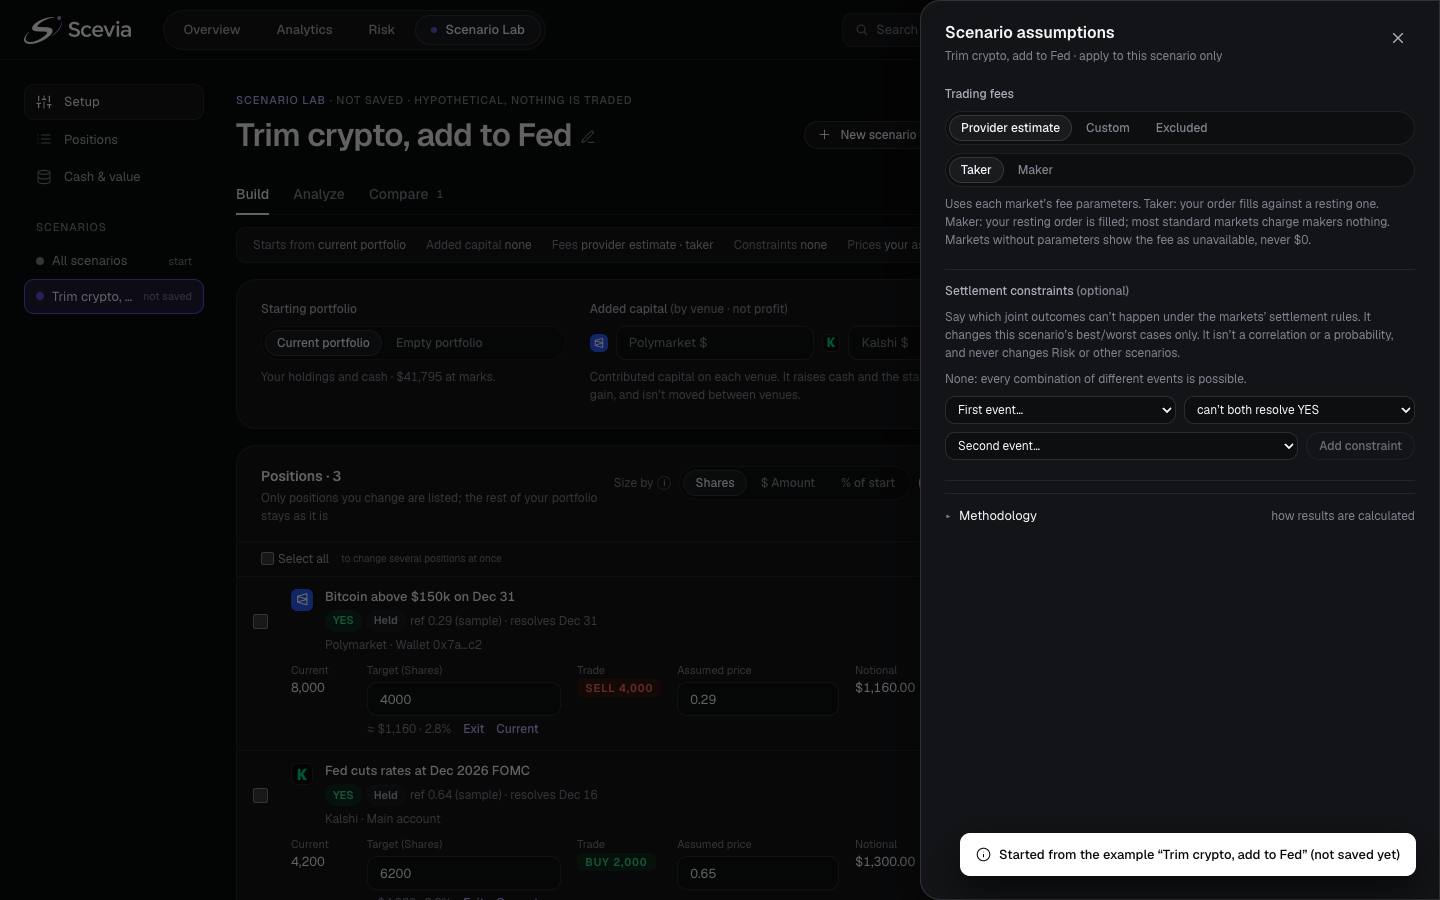 Scevia
Overview
Analytics
Risk
Scenario Lab
Search
Setup
Positions
Cash & value
SCENARIOS
All scenarios
start
Trim crypto, ...
not saved
SCENARIO LAB · NOT SAVED · HYPOTHETICAL, NOTHING IS TRADED
Trim crypto, add to Fed
New scenario
Build
Analyze
Compare 1
Starts from current portfolio
Added capital none
Fees provider estimate · taker
Constraints none
Prices your as
Starting portfolio
Current portfolio
Empty portfolio
Your holdings and cash · $41,795 at marks.
Added capital (by venue · not profit)
Polymarket $
K
Kalshi $
Contributed capital on each venue. It raises cash and the sta
gain, and isn't moved between venues.
Positions · 3
Only positions you change are listed; the rest of your portfolio
stays as it is
Size by
Shares
$ Amount
% of start
Select all
to change several positions at once
Bitcoin above $150k on Dec 31
YES
Held
ref 0.29 (sample) · resolves Dec 31
Polymarket · Wallet 0x7a…c2
Current
Target (Shares)
Trade
Assumed price
Notional
8,000
4000
SELL 4,000
0.29
$1,160.00
≈ $1,160 · 2.8%
Exit
Current
K
Fed cuts rates at Dec 2026 FOMC
YES
Held
ref 0.64 (sample) · resolves Dec 16
Kalshi · Main account
Current
Target (Shares)
Trade
Assumed price
Notional
4,200
6200
BUY 2,000
0.65
$1,300.00
Scenario assumptions
Trim crypto, add to Fed · apply to this scenario only
Trading fees
Provider estimate
Custom
Excluded
Taker
Maker
Uses each market's fee parameters. Taker: your order fills against a resting one.
Maker: your resting order is filled; most standard markets charge makers nothing.
Markets without parameters show the fee as unavailable, never $0.
Settlement constraints (optional)
Say which joint outcomes can't happen under the markets' settlement rules. It
changes this scenario's best/worst cases only. It isn't a correlation or a probability,
and never changes Risk or other scenarios.
None: every combination of different events is possible.
First event…
can't both resolve YES
Second event…
Add constraint
Methodology
how results are calculated
Started from the example “Trim crypto, add to Fed” (not saved yet)